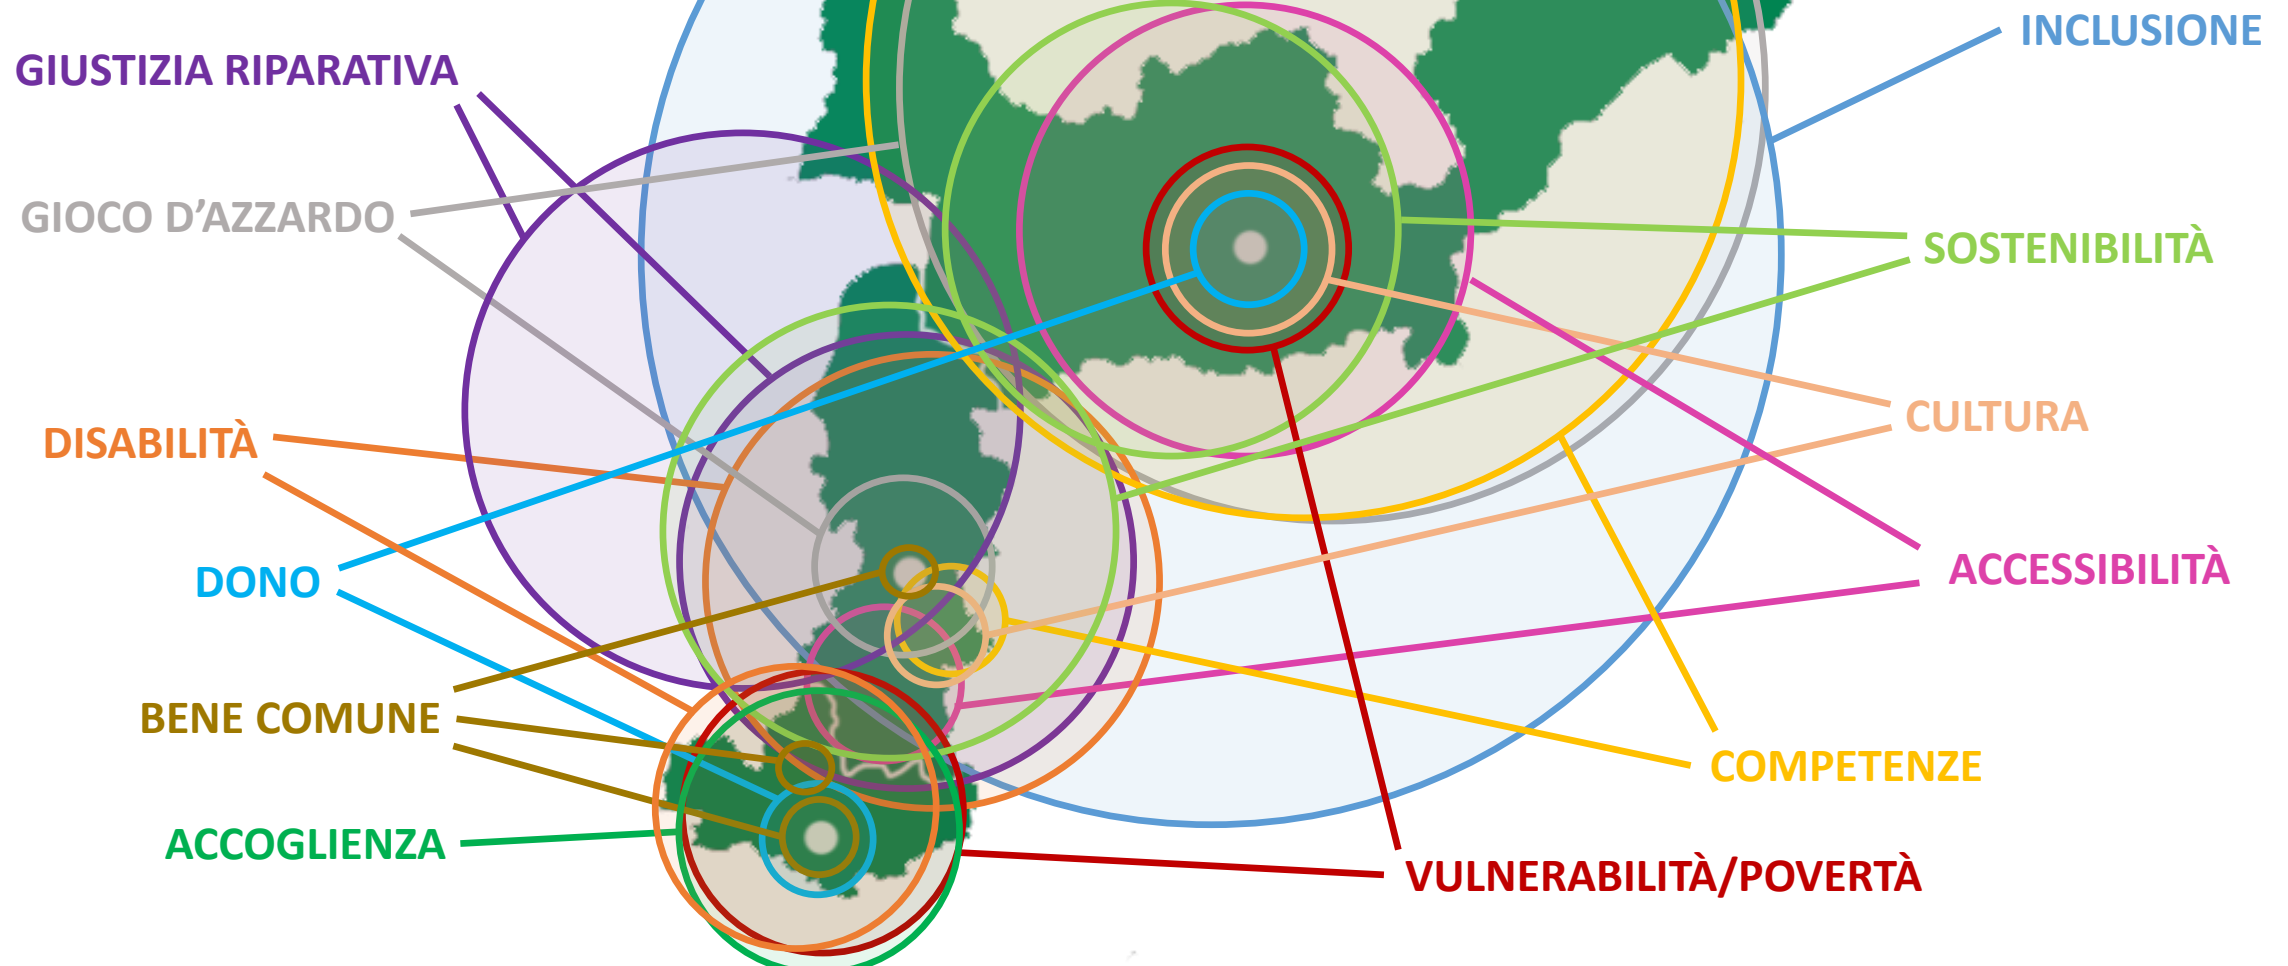 GIUSTIZIA RIPARATIVA
GIOCO D’AZZARDO
DISABILITÀ
DONO
BENE COMUNE
ACCOGLIENZA
INCLUSIONE
SOSTENIBILITÀ
CULTURA
ACCESSIBILITÀ
COMPETENZE
VULNERABILITÀ/POVERTÀ